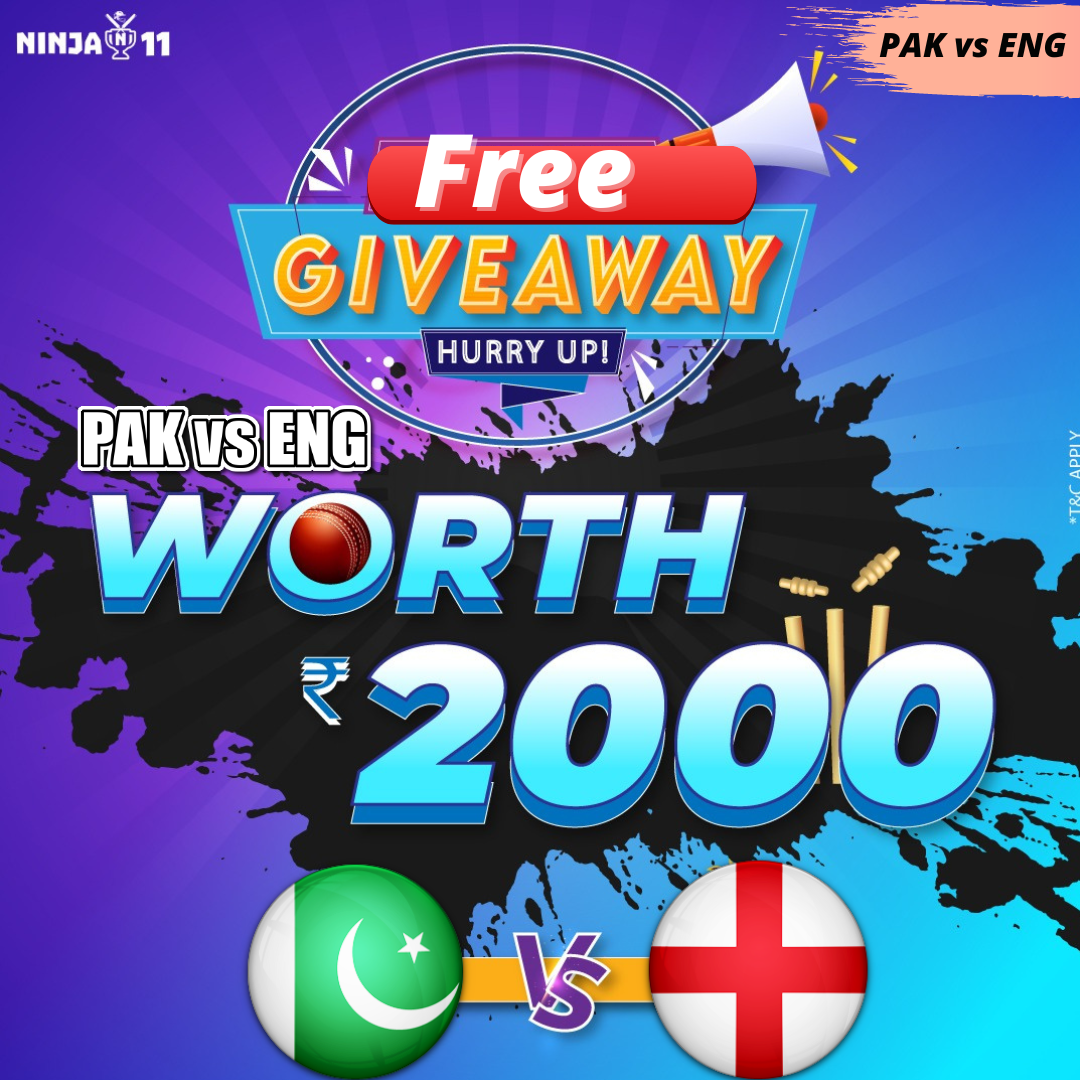 NINJA N 11
PAK vs ENG
Free
GIVEAWAY
HURRY UP!
PAK vs ENG
WORTH
₹2000
*T&C APPLY
VS